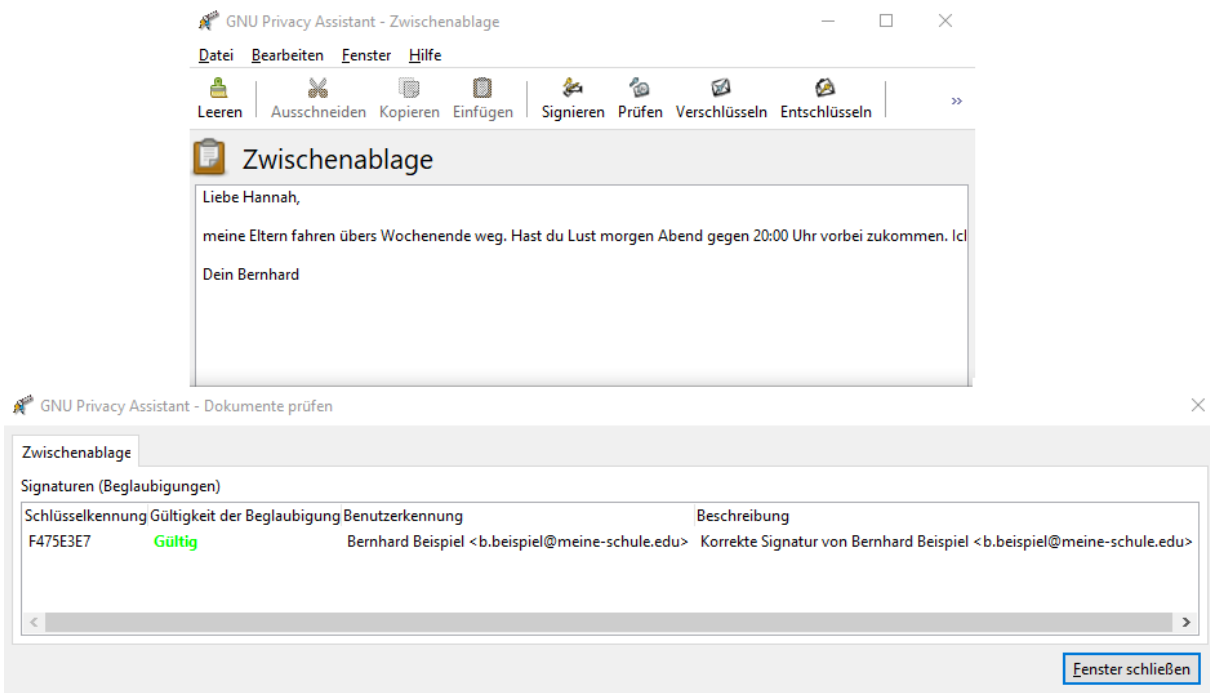 GNU Privacy Assistant - Zwischenablage
Datei Bearbeiten Fenster Hilfe
Leeren Ausschneiden Kopieren Einfügen Signieren Prüfen Verschlüsseln Entschlüsseln »
Zwischenablage
Liebe Hannah,
meine Eltern fahren übers Wochenende weg. Hast du Lust morgen Abend gegen 20:00 Uhr vorbei zukommen.
Dein Bernhard
GNU Privacy Assistant - Dokumente prüfen
Zwischenablage
Signaturen (Beglaubigungen)
Schlüsselkennung Gültigkeit der Beglaubigung Benutzerkennung Beschreibung
F475E3E7 Gültig Bernhard Beispiel <b.beispiel@meine-schule.edu> Korrekte Signatur von Bernhard Beispiel <b.beispiel@meine-schule.edu>
Fenster schließen